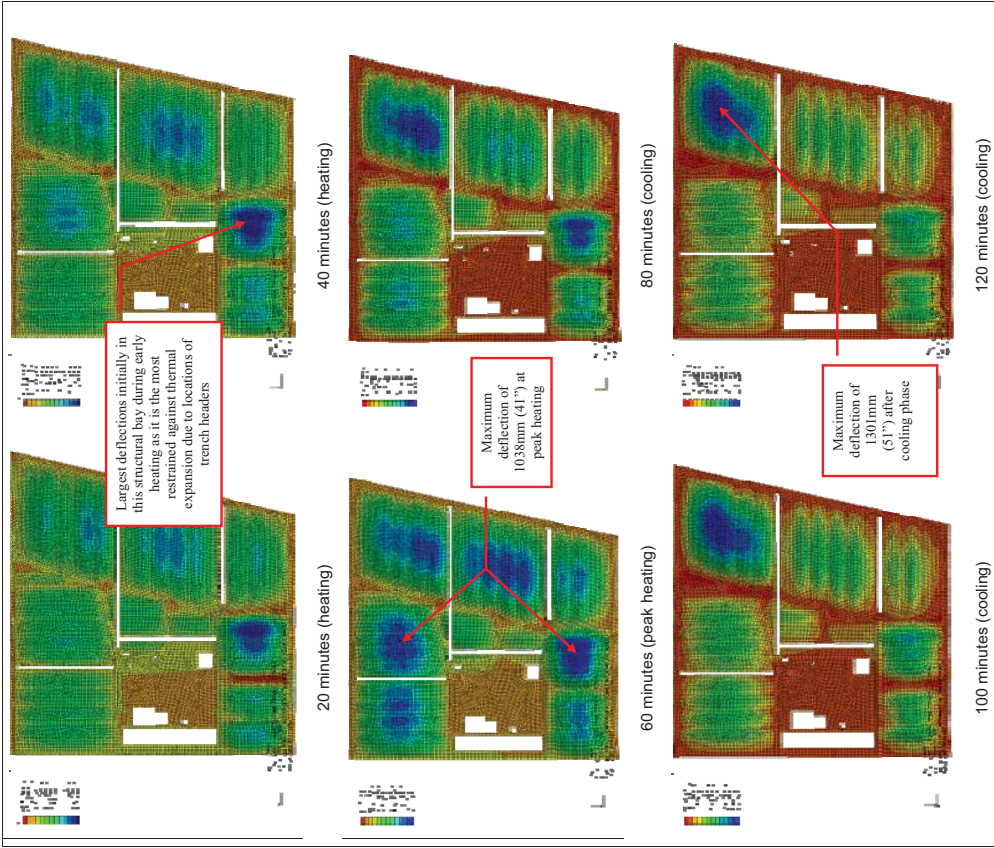 Largest deflections initially in
this structural bay during early
heating as it is the most
restrained against thermal
expansion due to locations of
trench headers
20 minutes (heating)
40 minutes (heating)
Maximum
deflection of
1038mm (41") at
peak heating
60 minutes (peak heating)
80 minutes (cooling)
Maximum
deflection of
1301mm
(51") after
cooling phase
100 minutes (cooling)
120 minutes (cooling)